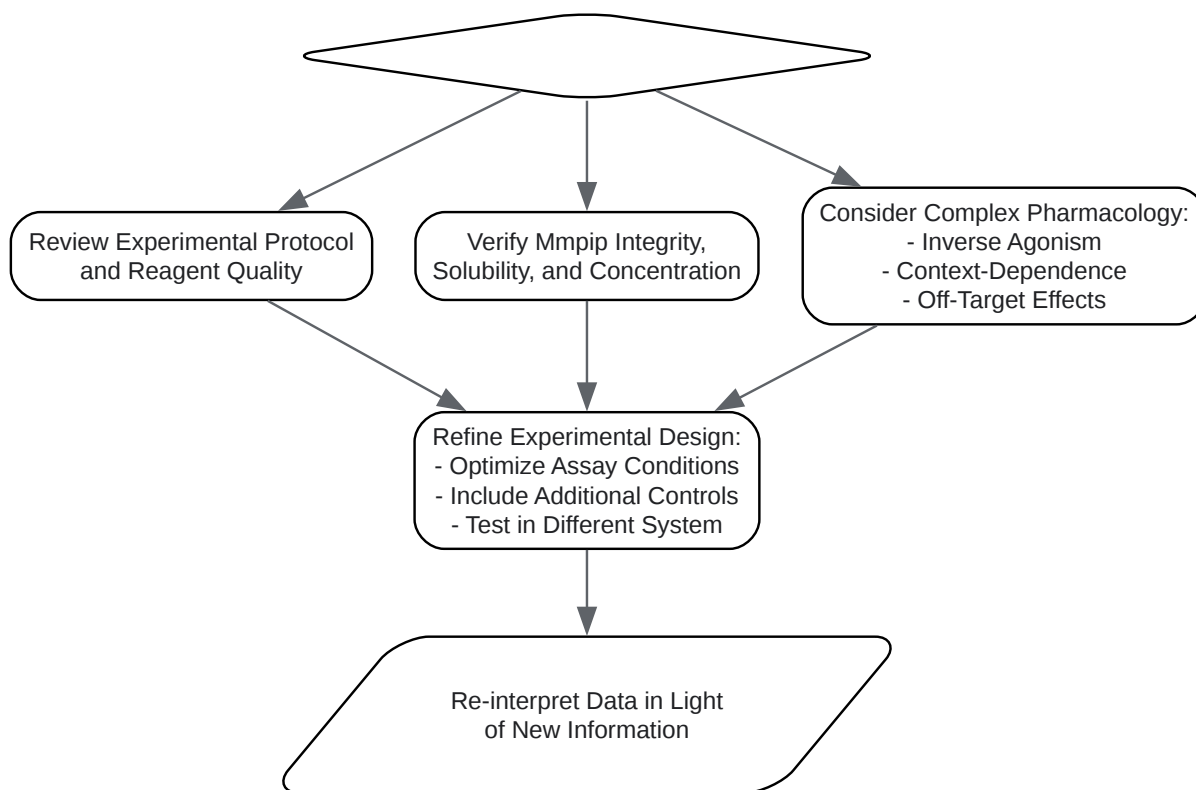 Review Experimental Protocol
and Reagent Quality
Verify Mmpip Integrity,
Solubility, and Concentration
Consider Complex Pharmacology:
- Inverse Agonism
- Context-Dependence
- Off-Target Effects
Refine Experimental Design:
- Optimize Assay Conditions
- Include Additional Controls
- Test in Different System
Re-interpret Data in Light
of New Information